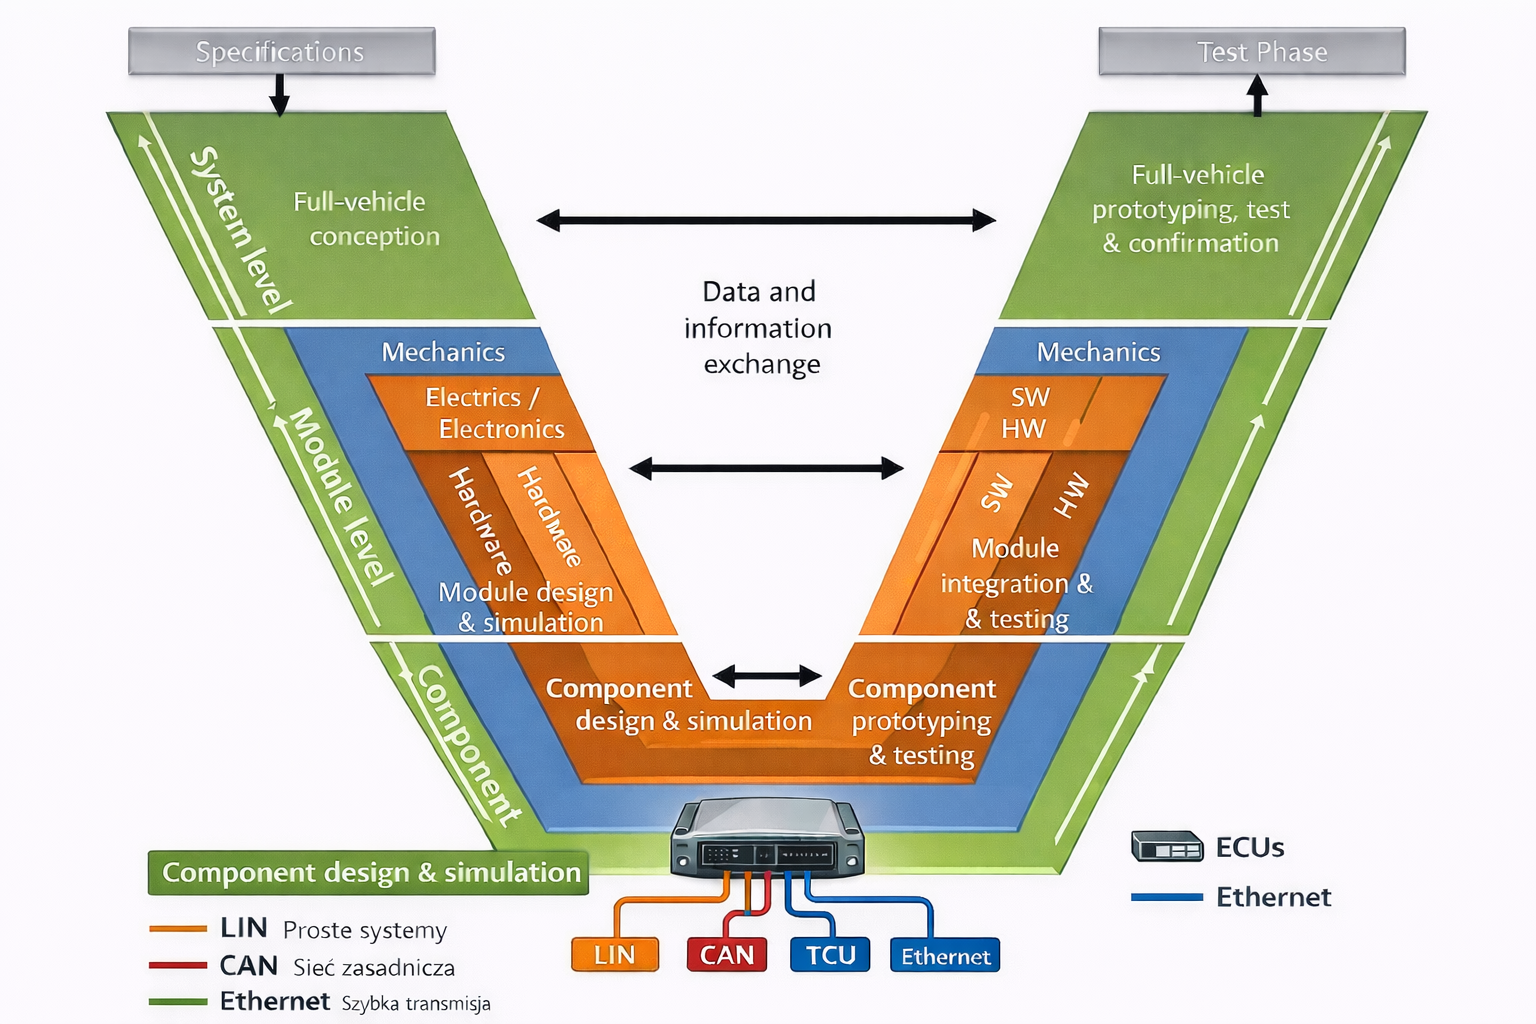 Specifications
Test Phase
System level
Full-vehicle
conception
Full-vehicle
prototyping, test
& confirmation
Data and
information
exchange
Mechanics
Electrics /
Electronics
Mechanics
SW
HW
Module level
Hardware
Hardware
Module design
& simulation
SW
HW
Module
integration &
& testing
Component
Component
design & simulation
Component
prototyping
& testing
Component design & simulation
LIN Proste systemy
CAN Sieć zasadnicza
Ethernet Szybka transmisja
LIN
CAN
TCU
Ethernet
ECUs
Ethernet